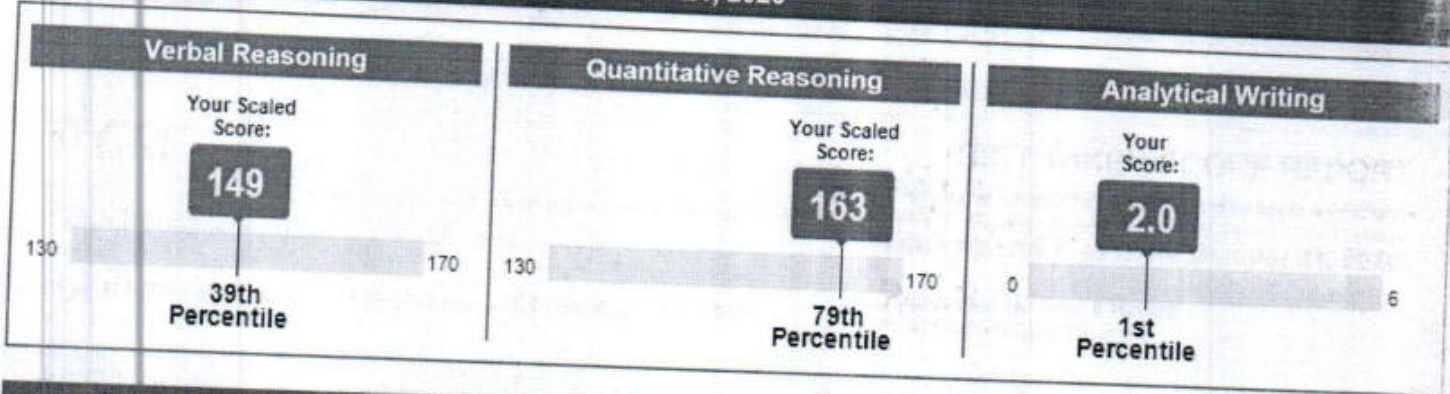 Verbal Reasoning
Your Scaled
Score:
149
130
170
39th
Percentile
Quantitative Reasoning
Your Scaled
Score:
163
130
170
79th
Percentile
Analytical Writing
Your
Score:
2.0
0
6
1st
Percentile